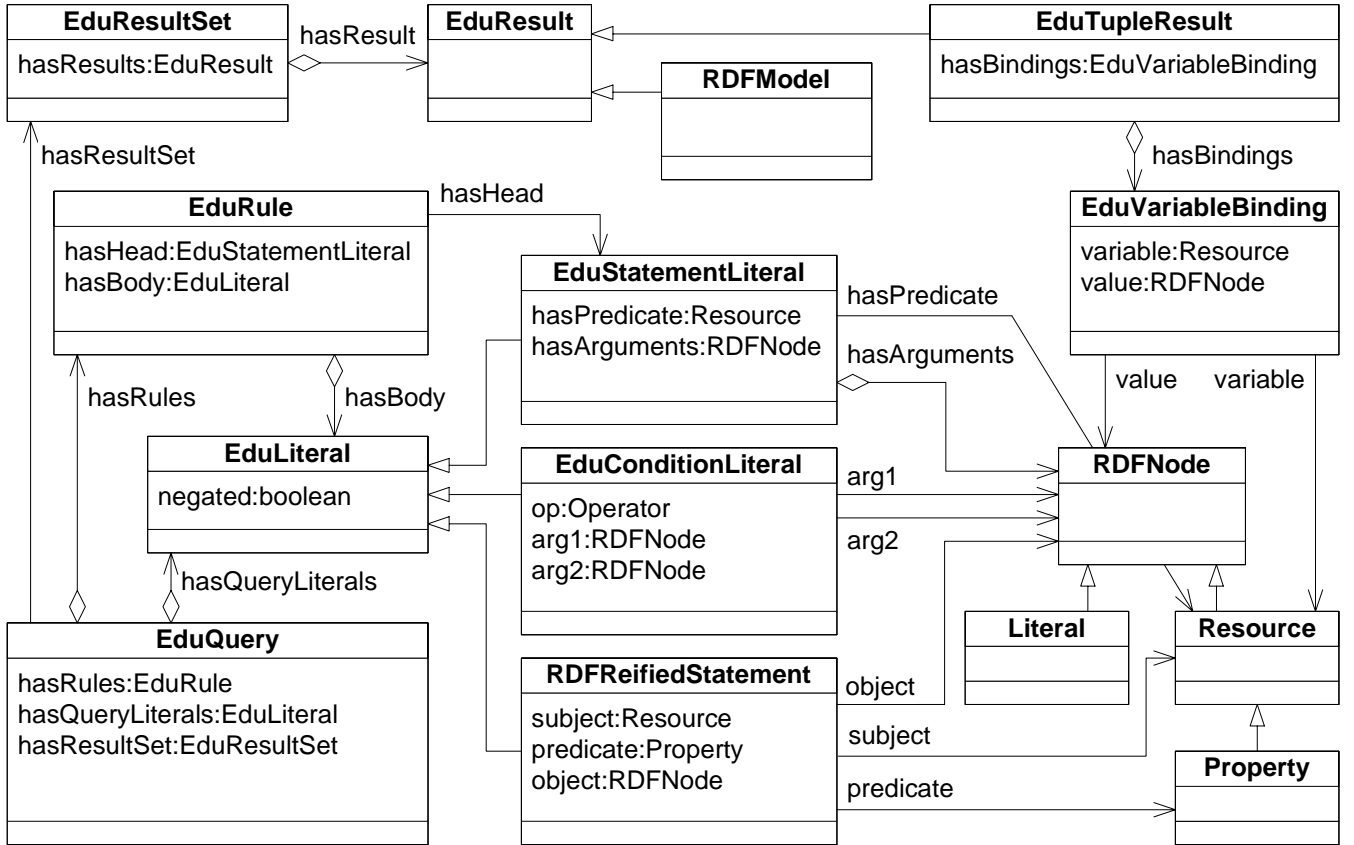 EduResultSet
hasResults:EduResult
hasResult
EduResult
EduTupleResult
hasBindings:EduVariableBinding
RDFModel
hasResultSet
hasBindings
EduRule
hasHead:EduStatementLiteral
hasBody:EduLiteral
hasHead
EduVariableBinding
variable:Resource
value:RDFNode
EduStatementLiteral
hasPredicate:Resource
hasArguments:RDFNode
hasPredicate
hasArguments
value
variable
hasRules
hasBody
EduLiteral
negated:boolean
EduConditionLiteral
op:Operator
arg1:RDFNode
arg2:RDFNode
arg1
arg2
RDFNode
hasQueryLiterals
Literal
Resource
EduQuery
hasRules:EduRule
hasQueryLiterals:EduLiteral
hasResultSet:EduResultSet
RDFReifiedStatement
subject:Resource
predicate:Property
object:RDFNode
object
subject
predicate
Property